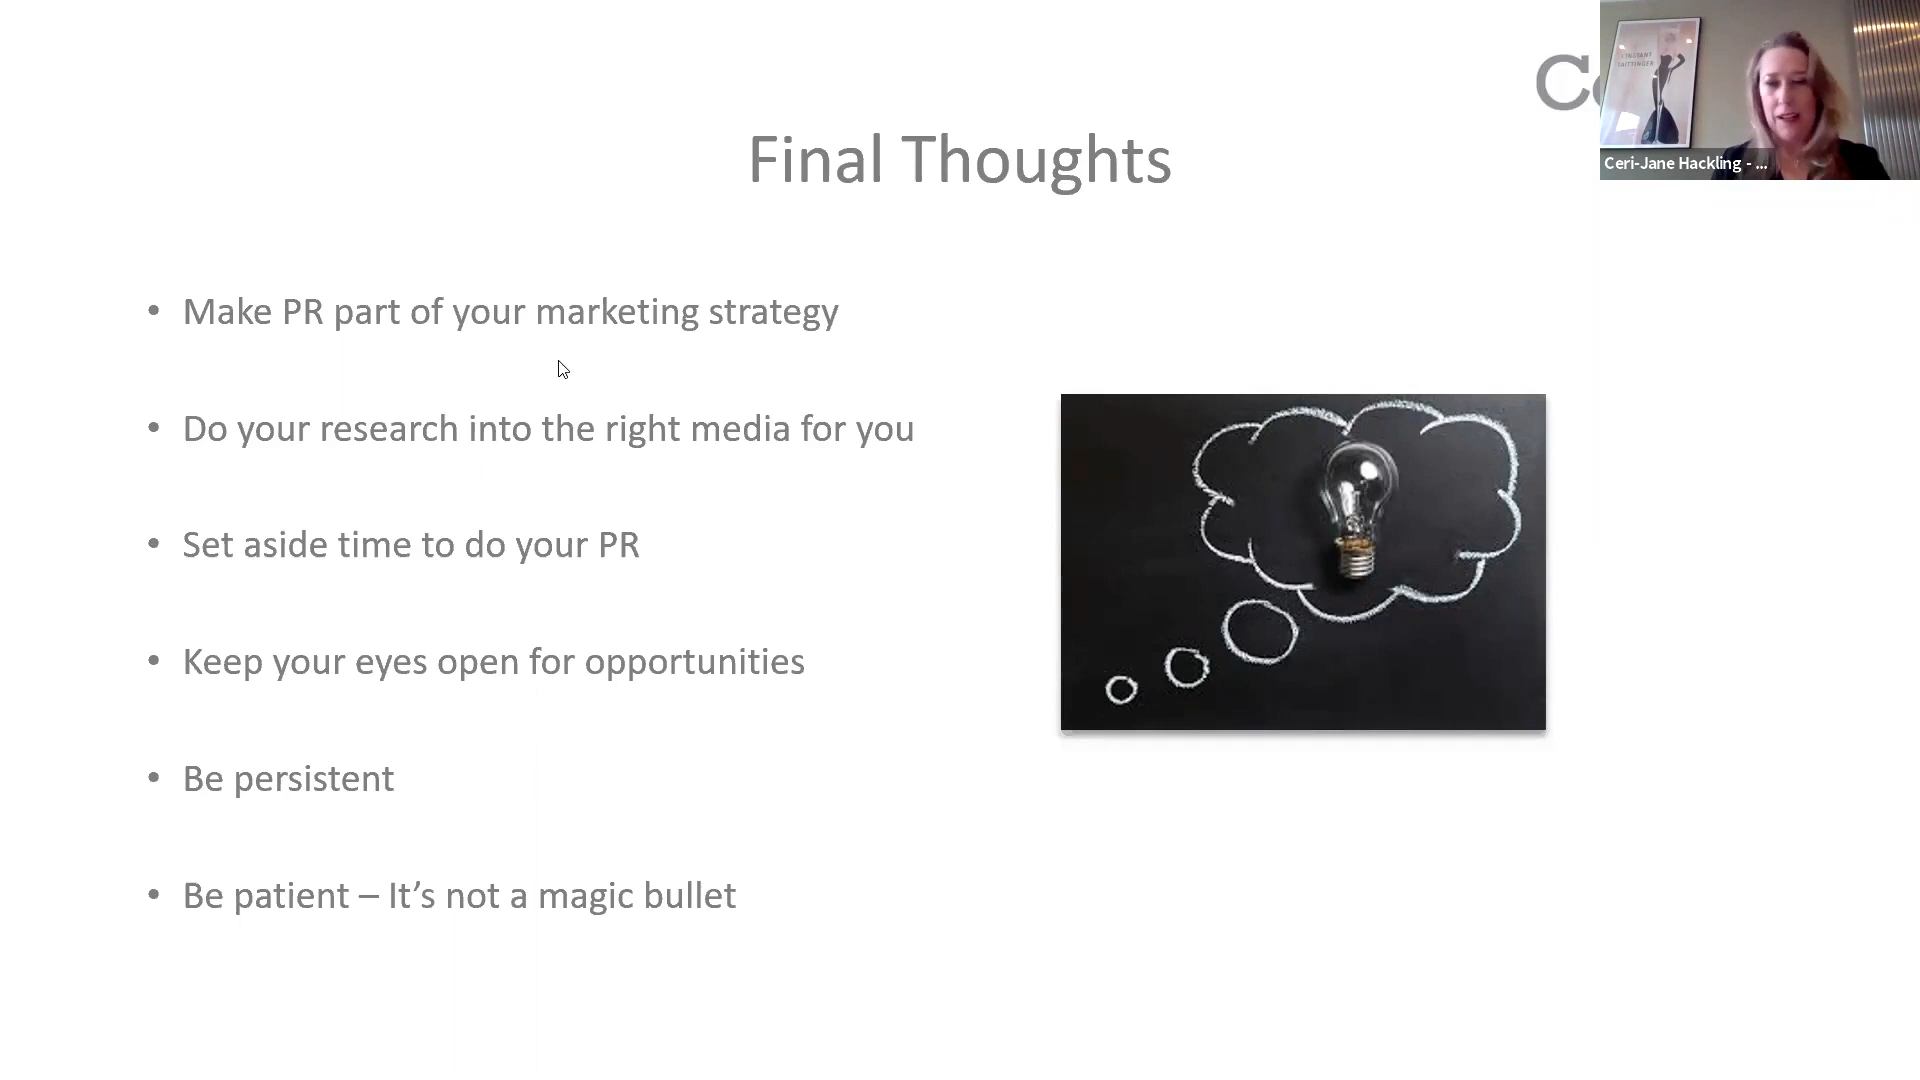 Final Thoughts
• Make PR part of your marketing strategy
• Do your research into the right media for you
• Set aside time to do your PR
• Keep your eyes open for opportunities
• Be persistent
• Be patient – It’s not a magic bullet
INSTANT
TAITTINGER
Ceri-Jane Hackling - ...